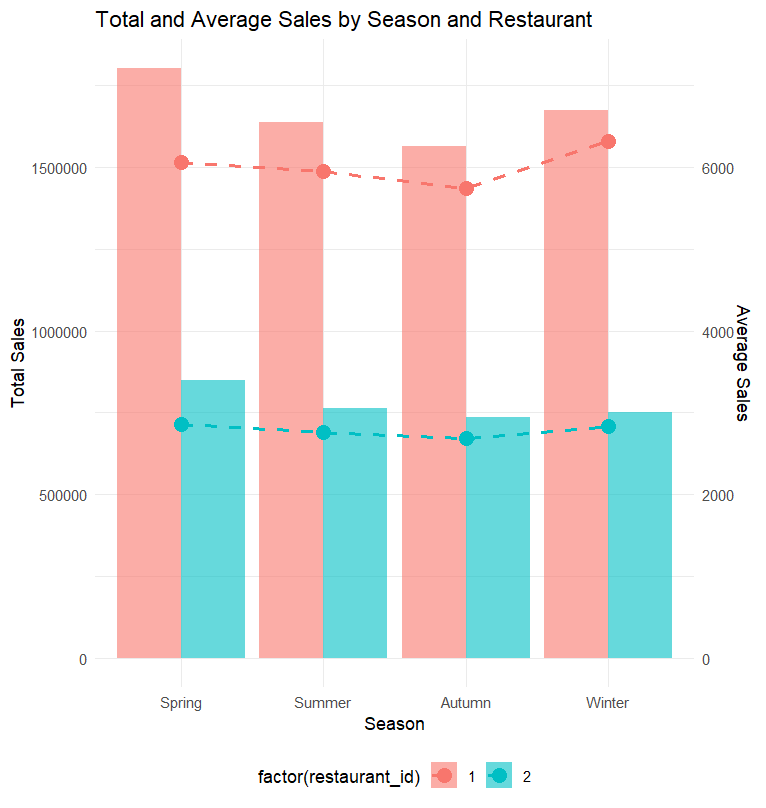 Total and Average Sales by Season and Restaurant
Total Sales
1500000
1000000
500000
0
6000
4000
2000
0
Average Sales
Spring
Summer
Autumn
Winter
Season
factor(restaurant_id)
1
2